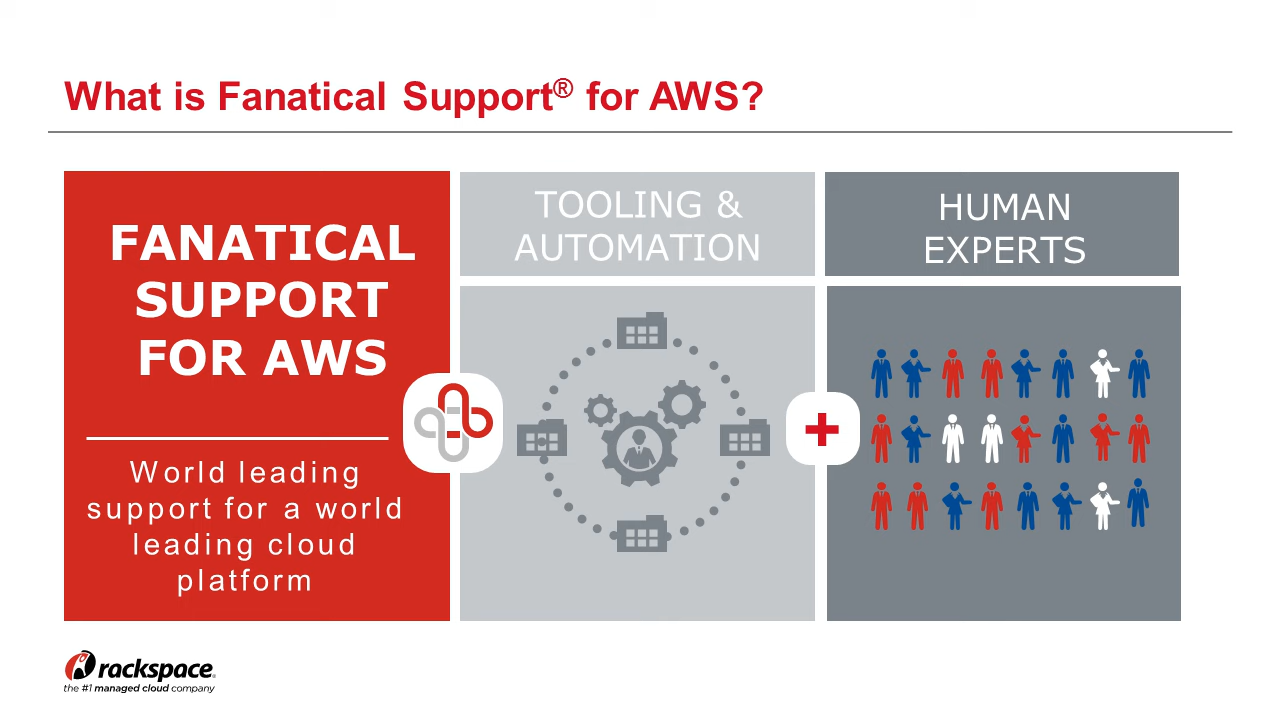 What is Fanatical Support® for AWS?
FANATICAL
SUPPORT
FOR AWS
World leading
support for a world
leading cloud
platform
TOOLING &
AUTOMATION
HUMAN
EXPERTS
rackspace®
the #1 managed cloud company